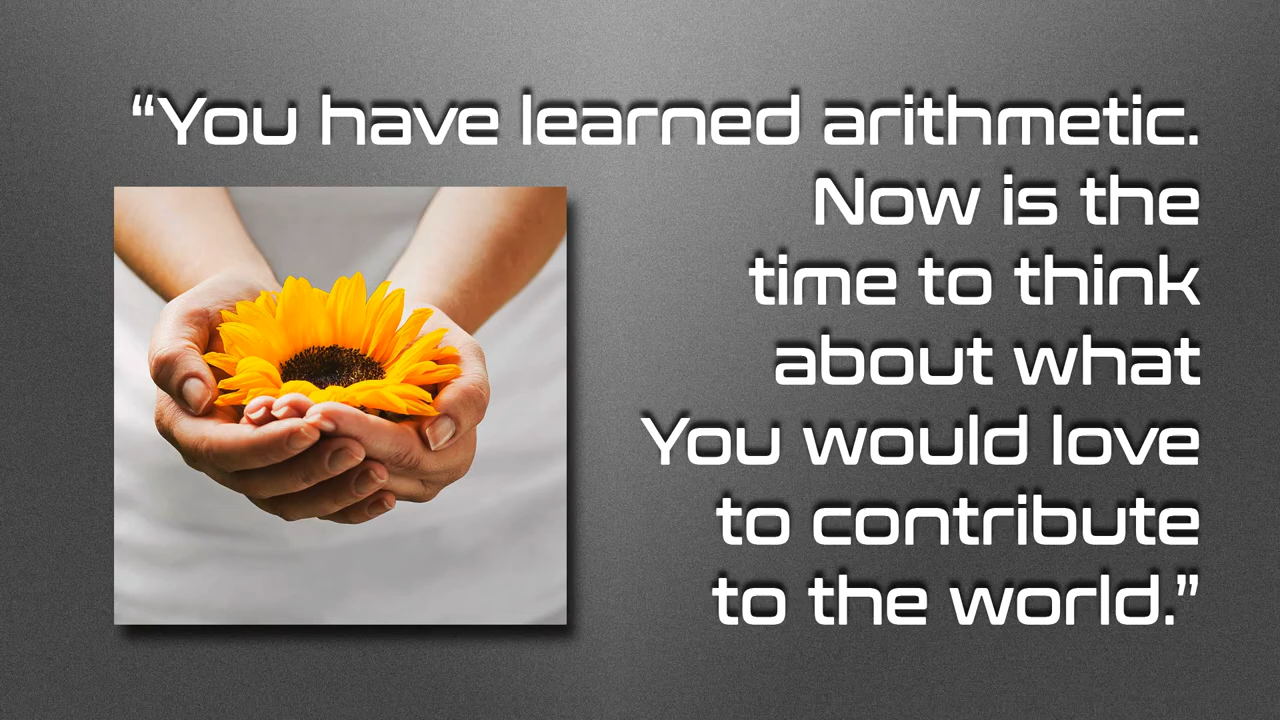 “You have learned arithmetic.
Now is the
time to think
about what
You would love
to contribute
to the world.”